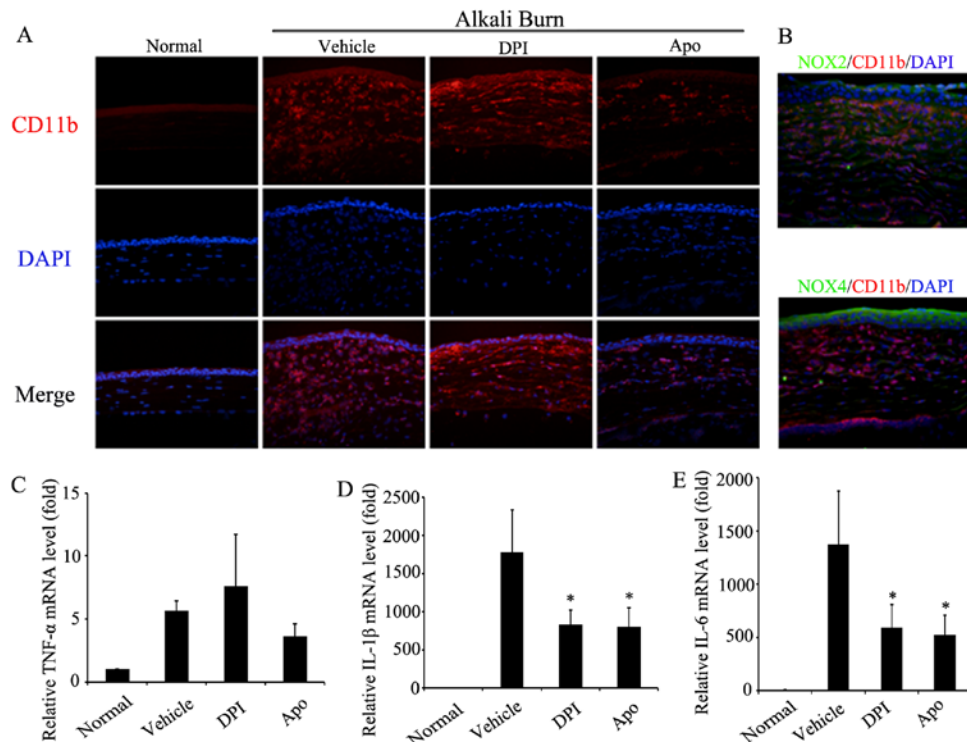 A
Alkali Burn
B
Normal
Vehicle
DPI
Apo
NOX2/CD11b/DAPI
CD11b
DAPI
NOX4/CD11b/DAPI
Merge
C
Relative TNF-α mRNA level (fold)
15
10
5
0
Normal
Vehicle
DPI
Apo
D
Relative IL-1β mRNA level (fold)
2500
2000
1500
1000
500
0
*
*
Normal
Vehicle
DPI
Apo
E
Relative IL-6 mRNA level (fold)
2000
1500
1000
500
0
*
*
Normal
Vehicle
DPI
Apo